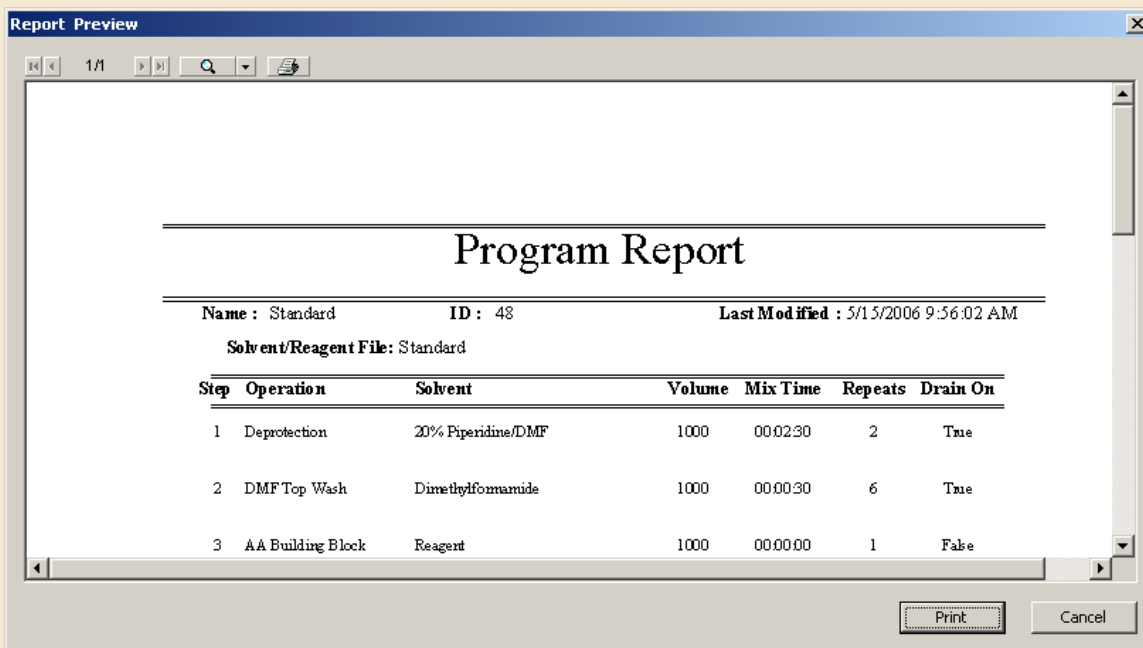 Report Preview
1/1
Program Report
Name : Standard ID : 48 Last Modified : 5/15/2006 9:56:02 AM
Solvent/Reagent File: Standard
Step Operation Solvent Volume Mix Time Repeats Drain On
1 Deprotection 20% Piperidine/DMF 1000 00:02:30 2 True
2 DMF Top Wash Dimethylformamide 1000 00:00:30 6 True
3 AA Building Block Reagent 1000 00:00:00 1 False
Print Cancel